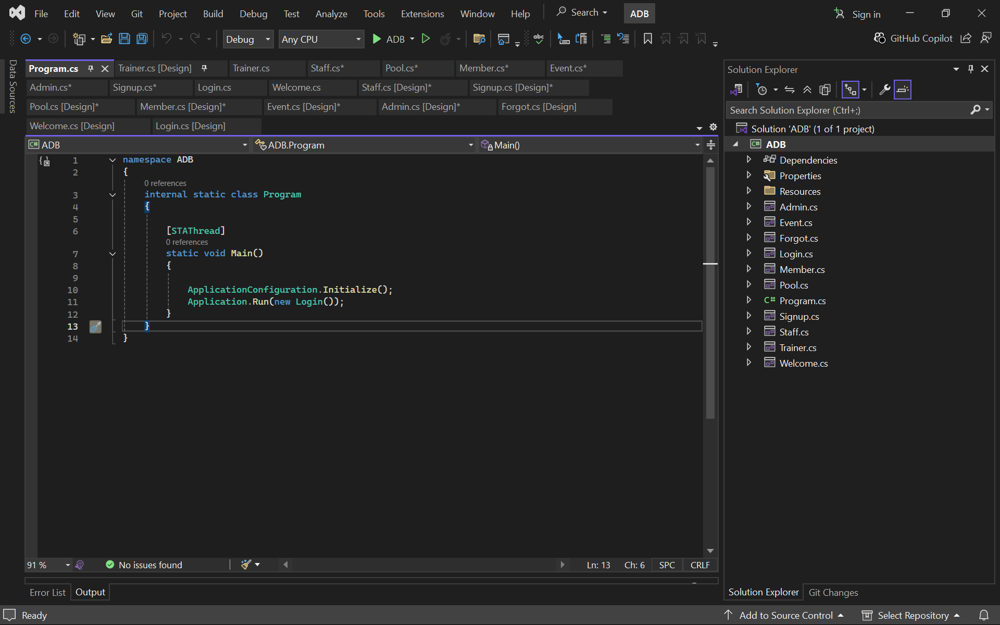 File Edit View Git Project Build Debug Test Analyze Tools Extensions Window Help Search ADB Sign in
Debug Any CPU ADB abc GitHub Copilot
Data Sources
Program.cs Trainer.cs [Design] Trainer.cs Staff.cs* Pool.cs* Member.cs* Event.cs*
Admin.cs* Signup.cs* Login.cs Welcome.cs Staff.cs [Design]* Signup.cs [Design]*
Pool.cs [Design]* Member.cs [Design]* Event.cs [Design]* Admin.cs [Design]* Forgot.cs [Design]
Welcome.cs [Design] Login.cs [Design]
C# ADB ADB.Program Main()
1 namespace ADB
2 {
0 references
3 internal static class Program
4 {
5
6 [STAThread]
0 references
7 static void Main()
8 {
9
10 ApplicationConfiguration.Initialize();
11 Application.Run(new Login());
12 }
13 }
14 }
91 % No issues found Ln: 13 Ch: 6 SPC CRLF
Error List Output
Solution Explorer
Search Solution Explorer (Ctrl+;)
Solution 'ADB' (1 of 1 project)
C# ADB
Dependencies
Properties
Resources
Admin.cs
Event.cs
Forgot.cs
Login.cs
Member.cs
Pool.cs
C# Program.cs
Signup.cs
Staff.cs
Trainer.cs
Welcome.cs
Solution Explorer Git Changes
Ready Add to Source Control Select Repository